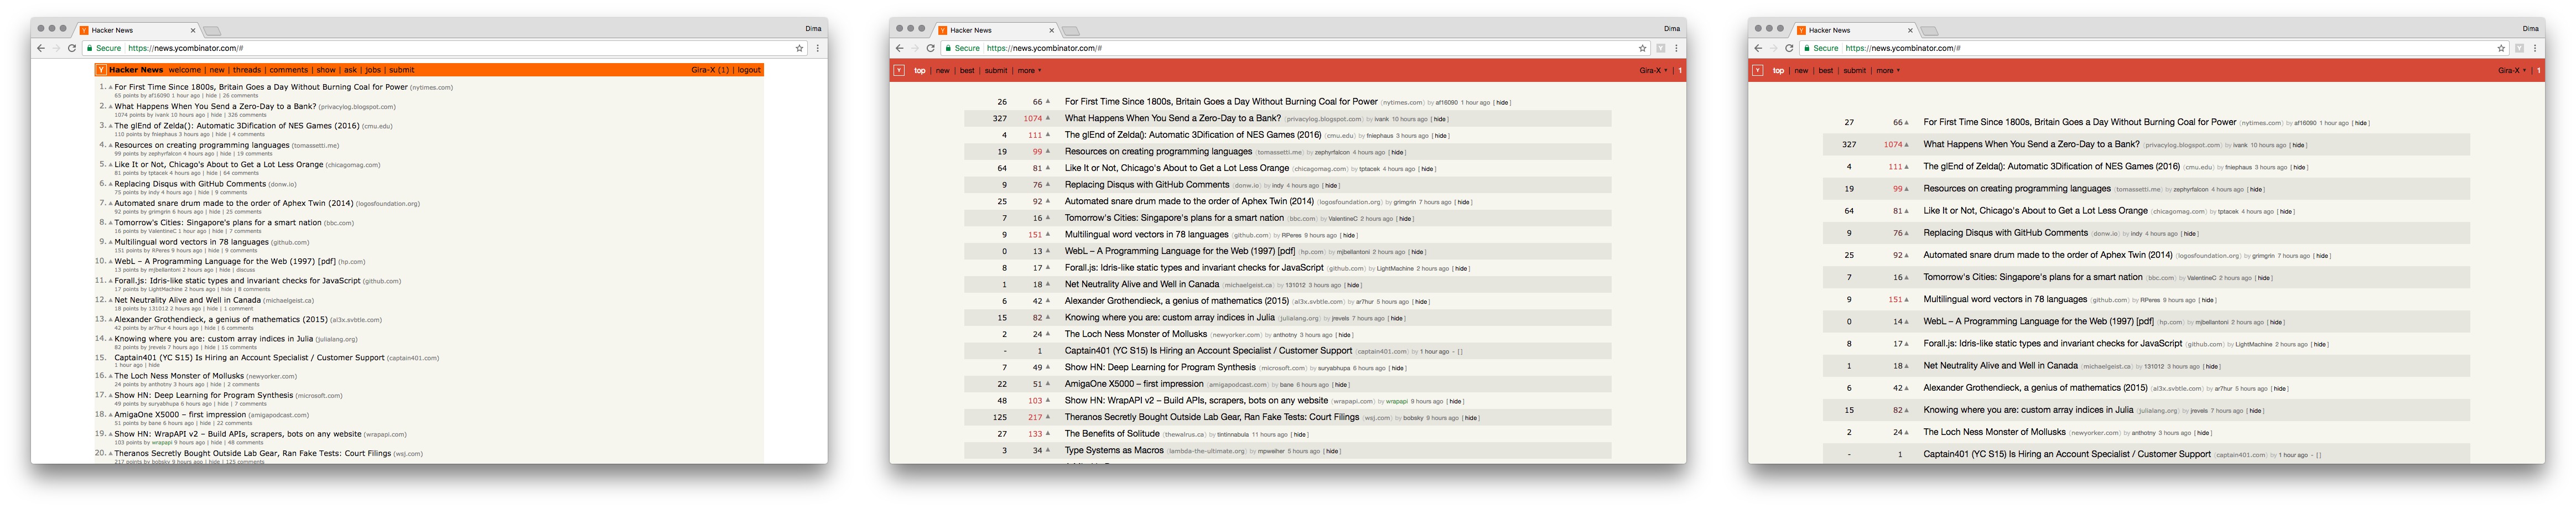 Hacker News
Dima
Secure https://news.ycombinator.com/#
Y Hacker News welcome | new | threads | comments | show | ask | jobs | submit Gira-X (1) | logout
1. For First Time Since 1800s, Britain Goes a Day Without Burning Coal for Power (nytimes.com)
65 points by af16090 1 hour ago | hide | 26 comments
2. What Happens When You Send a Zero-Day to a Bank? (privacylog.blogspot.com)
1074 points by ivank 10 hours ago | hide | 326 comments
3. The glEnd of Zelda(): Automatic 3Dification of NES Games (2016) (cmu.edu)
110 points by fniephaus 3 hours ago | hide | 4 comments
4. Resources on creating programming languages (tomassetti.me)
99 points by zephyrfalcon 4 hours ago | hide | 19 comments
5. Like It or Not, Chicago's About to Get a Lot Less Orange (chicagomag.com)
81 points by tptacek 4 hours ago | hide | 64 comments
6. Replacing Disqus with GitHub Comments (donw.io)
75 points by indy 4 hours ago | hide | 9 comments
7. Automated snare drum made to the order of Aphex Twin (2014) (logosfoundation.org)
92 points by grimgrin 6 hours ago | hide | 25 comments
8. Tomorrow's Cities: Singapore's plans for a smart nation (bbc.com)
16 points by ValentineC 1 hour ago | hide | 7 comments
9. Multilingual word vectors in 78 languages (github.com)
151 points by RPeres 9 hours ago | hide | 9 comments
10. WebL – A Programming Language for the Web (1997) [pdf] (hp.com)
13 points by mjbellantoni 2 hours ago | hide | discuss
11. Forall.js: Idris-like static types and invariant checks for JavaScript (github.com)
17 points by LightMachine 2 hours ago | hide | 8 comments
12. Net Neutrality Alive and Well in Canada (michaelgeist.ca)
18 points by 131012 2 hours ago | hide | 1 comment
13. Alexander Grothendieck, a genius of mathematics (2015) (al3x.svbtle.com)
42 points by ar7hur 4 hours ago | hide | 6 comments
14. Knowing where you are: custom array indices in Julia (julialang.org)
82 points by jrevels 7 hours ago | hide | 15 comments
15. Captain401 (YC S15) Is Hiring an Account Specialist / Customer Support (captain401.com)
1 hour ago | hide
16. The Loch Ness Monster of Mollusks (newyorker.com)
24 points by anthotny 3 hours ago | hide | 2 comments
17. Show HN: Deep Learning for Program Synthesis (microsoft.com)
49 points by suryabhupa 6 hours ago | hide | 7 comments
18. AmigaOne X5000 – first impression (amigapodcast.com)
51 points by bane 6 hours ago | hide | 22 comments
19. Show HN: WrapAPI v2 – Build APIs, scrapers, bots on any website (wrapapi.com)
103 points by wrapapi 9 hours ago | hide | 48 comments
20. Theranos Secretly Bought Outside Lab Gear, Ran Fake Tests: Court Filings (wsj.com)
217 points by bobsky 9 hours ago | hide | 125 comments
Hacker News
Dima
Secure https://news.ycombinator.com/#
Y top | new | best | submit | more Gira-X | 1
26 66 For First Time Since 1800s, Britain Goes a Day Without Burning Coal for Power (nytimes.com) by af16090 1 hour ago [ hide ]
327 1074 What Happens When You Send a Zero-Day to a Bank? (privacylog.blogspot.com) by ivank 10 hours ago [ hide ]
4 111 The glEnd of Zelda(): Automatic 3Dification of NES Games (2016) (cmu.edu) by fniephaus 3 hours ago [ hide ]
19 99 Resources on creating programming languages (tomassetti.me) by zephyrfalcon 4 hours ago [ hide ]
64 81 Like It or Not, Chicago's About to Get a Lot Less Orange (chicagomag.com) by tptacek 4 hours ago [ hide ]
9 76 Replacing Disqus with GitHub Comments (donw.io) by indy 4 hours ago [ hide ]
25 92 Automated snare drum made to the order of Aphex Twin (2014) (logosfoundation.org) by grimgrin 7 hours ago [ hide ]
7 16 Tomorrow's Cities: Singapore's plans for a smart nation (bbc.com) by ValentineC 2 hours ago [ hide ]
9 151 Multilingual word vectors in 78 languages (github.com) by RPeres 9 hours ago [ hide ]
0 13 WebL – A Programming Language for the Web (1997) [pdf] (hp.com) by mjbellantoni 2 hours ago [ hide ]
8 17 Forall.js: Idris-like static types and invariant checks for JavaScript (github.com) by LightMachine 2 hours ago [ hide ]
1 18 Net Neutrality Alive and Well in Canada (michaelgeist.ca) by 131012 3 hours ago [ hide ]
6 42 Alexander Grothendieck, a genius of mathematics (2015) (al3x.svbtle.com) by ar7hur 5 hours ago [ hide ]
15 82 Knowing where you are: custom array indices in Julia (julialang.org) by jrevels 7 hours ago [ hide ]
2 24 The Loch Ness Monster of Mollusks (newyorker.com) by anthotny 3 hours ago [ hide ]
- 1 Captain401 (YC S15) Is Hiring an Account Specialist / Customer Support (captain401.com) by 1 hour ago - [ ]
7 49 Show HN: Deep Learning for Program Synthesis (microsoft.com) by suryabhupa 6 hours ago [ hide ]
22 51 AmigaOne X5000 – first impression (amigapodcast.com) by bane 6 hours ago [ hide ]
48 103 Show HN: WrapAPI v2 – Build APIs, scrapers, bots on any website (wrapapi.com) by wrapapi 9 hours ago [ hide ]
125 217 Theranos Secretly Bought Outside Lab Gear, Ran Fake Tests: Court Filings (wsj.com) by bobsky 9 hours ago [ hide ]
27 133 The Benefits of Solitude (thewalrus.ca) by tintinnabula 11 hours ago [ hide ]
3 34 Type Systems as Macros (lambda-the-ultimate.org) by mpweiher 5 hours ago [ hide ]
Hacker News
Dima
Secure https://news.ycombinator.com/#
Y top | new | best | submit | more Gira-X | 1
27 66 For First Time Since 1800s, Britain Goes a Day Without Burning Coal for Power (nytimes.com) by af16090 1 hour ago [ hide ]
327 1074 What Happens When You Send a Zero-Day to a Bank? (privacylog.blogspot.com) by ivank 10 hours ago [ hide ]
4 111 The glEnd of Zelda(): Automatic 3Dification of NES Games (2016) (cmu.edu) by fniephaus 3 hours ago [ hide ]
19 99 Resources on creating programming languages (tomassetti.me) by zephyrfalcon 4 hours ago [ hide ]
64 81 Like It or Not, Chicago's About to Get a Lot Less Orange (chicagomag.com) by tptacek 4 hours ago [ hide ]
9 76 Replacing Disqus with GitHub Comments (donw.io) by indy 4 hours ago [ hide ]
25 92 Automated snare drum made to the order of Aphex Twin (2014) (logosfoundation.org) by grimgrin 7 hours ago [ hide ]
7 16 Tomorrow's Cities: Singapore's plans for a smart nation (bbc.com) by ValentineC 2 hours ago [ hide ]
9 151 Multilingual word vectors in 78 languages (github.com) by RPeres 9 hours ago [ hide ]
0 14 WebL – A Programming Language for the Web (1997) [pdf] (hp.com) by mjbellantoni 2 hours ago [ hide ]
8 17 Forall.js: Idris-like static types and invariant checks for JavaScript (github.com) by LightMachine 2 hours ago [ hide ]
1 18 Net Neutrality Alive and Well in Canada (michaelgeist.ca) by 131012 3 hours ago [ hide ]
6 42 Alexander Grothendieck, a genius of mathematics (2015) (al3x.svbtle.com) by ar7hur 5 hours ago [ hide ]
15 82 Knowing where you are: custom array indices in Julia (julialang.org) by jrevels 7 hours ago [ hide ]
2 24 The Loch Ness Monster of Mollusks (newyorker.com) by anthotny 3 hours ago [ hide ]
- 1 Captain401 (YC S15) Is Hiring an Account Specialist / Customer Support (captain401.com) by 1 hour ago - [ ]